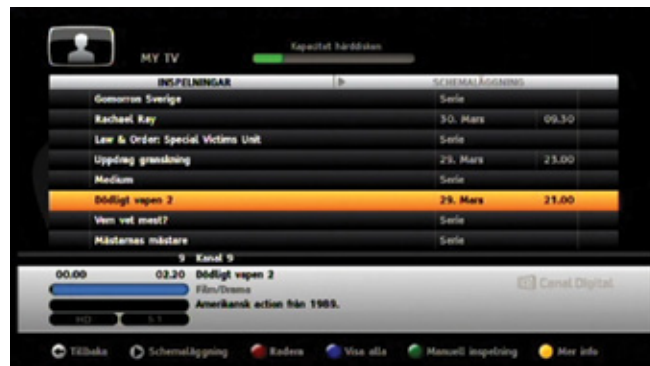 MY TV
Kapacitet hårddisken
INSPELNINGAR SCHEMALÄGGNING
Gomorron Sverige Serie
Rachael Ray 30. Mars 09.30
Law & Order: Special Victims Unit Serie
Uppdrag granskning 29. Mars 23.00
Medium Serie
Dödligt vapen 2 29. Mars 21.00
Vem vet mest? Serie
Mästarnas mästare Serie
9 Kanal 9
00.00 02.20 Dödligt vapen 2
Film/Drama
Canal Digital
Amerikansk action från 1989.
HD 5.1
Tillbaka Schemaläggning Radera Visa alla Manuell inspelning Mer info